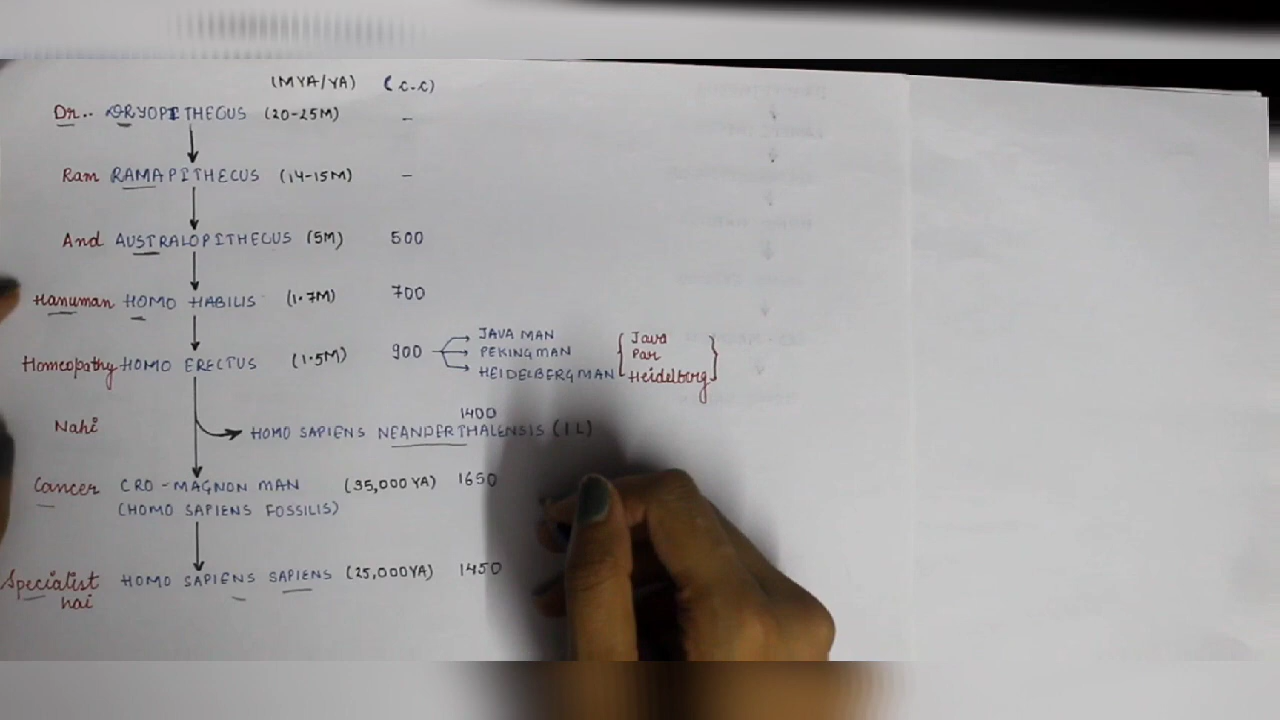 (MYA/YA) (C.C)
Dr.. DRYOPITHECUS (20-25M) -
Ram RAMAPITHECUS (14-15M) -
And AUSTRALOPITHECUS (5M) 500
Hanuman HOMO HABILIS (1.7M) 700
JAVA MAN Java
Homeopathy HOMO ERECTUS (1.5M) 900 PEKING MAN Par
HEIDELBERG MAN Heidelberg
1400
Nahi HOMO SAPIENS NEANDERTHALENSIS (1L)
Cancer CRO-MAGNON MAN (35,000 YA) 1650
(HOMO SAPIENS FOSSILIS)
Specialist HOMO SAPIENS SAPIENS (25,000YA) 1450
hai